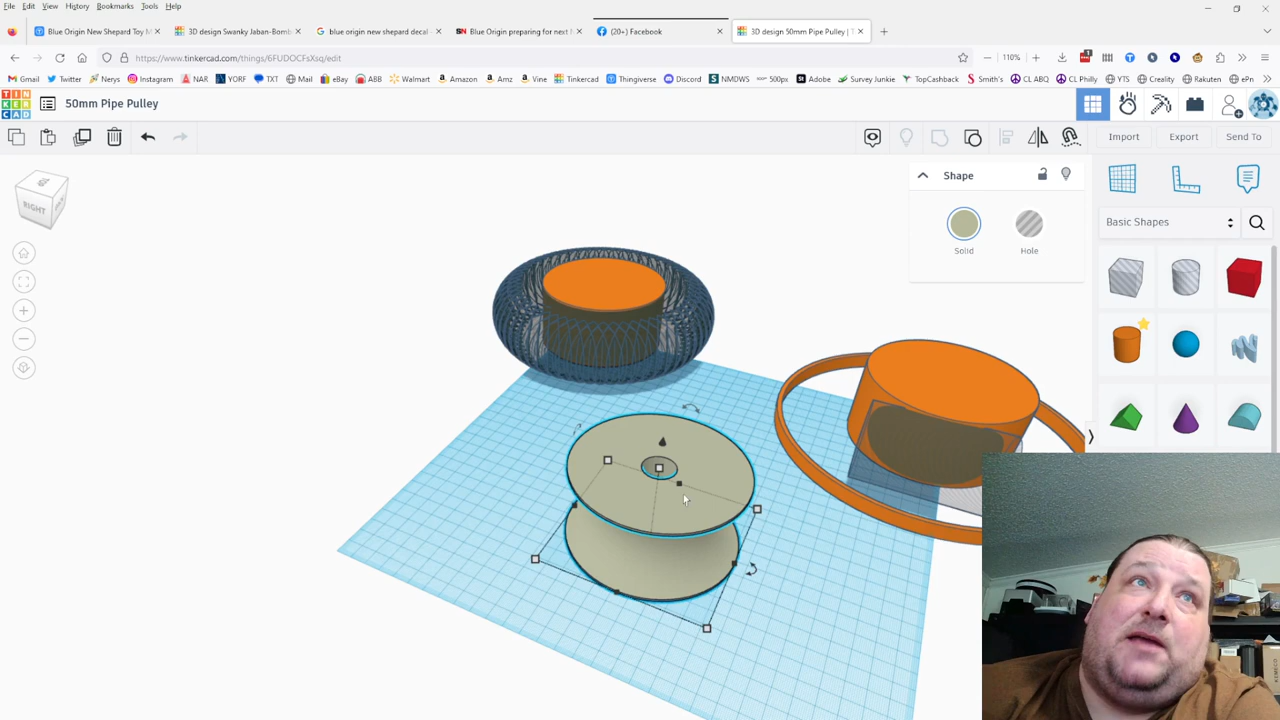 File Edit View History Bookmarks Tools Help
Blue Origin New Shepard Toy M
3D design Swanky Jaban-Bomb
blue origin new shepard decal -
Blue Origin preparing for next
(20+) Facebook
3D design 50mm Pipe Pulley | T
https://www.tinkercad.com/things/6FUDOCFsXsq/edit
110%
Gmail Twitter Nerys Instagram NAR YORF TXT Mail eBay ABB Walmart Amazon Amz Vine Tinkercad Thingiverse Discord NMDWS 500px Adobe Survey Junkie TopCashback Smith's CL ABQ CL Philly YTS Creality Rakuten ePn
TIN
KER
CAD
50mm Pipe Pulley
Import Export Send To
Shape
Solid Hole
Basic Shapes
RIGHT